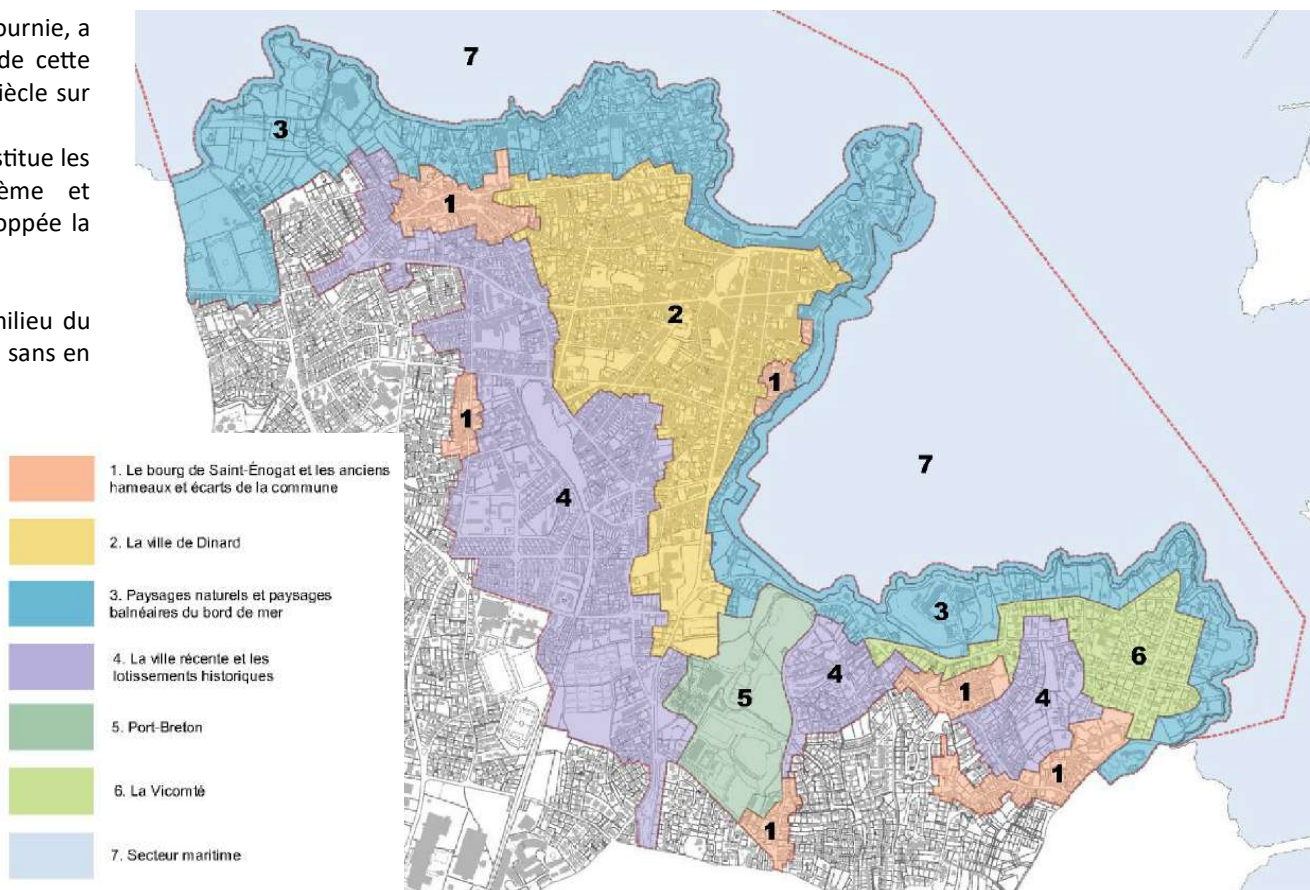 ournie, a
de cette
iècle sur
stitue les
ème et
oppée la
nilieu du
sans en
7
3
1
2
1
1
7
4
3
6
4
1
4
5
1
1
1. Le bourg de Saint-Énogat et les anciens
hameaux et écarts de la commune
2. La ville de Dinard
3. Paysages naturels et paysages
balnéaires du bord de mer
4. La ville récente et les
lotissements historiques
5. Port-Breton
6. La Vicomté
7. Secteur maritime